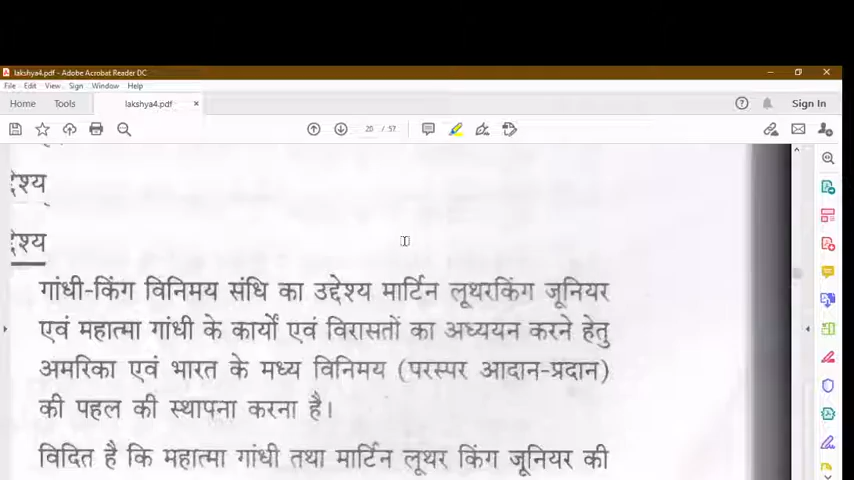 lakshya4.pdf - Adobe Acrobat Reader DC
File Edit View Sign Window Help
Home Tools lakshya4.pdf × Sign In
20 / 57
देश्य
देश्य
गांधी-किंग विनिमय संधि का उद्देश्य मार्टिन लूथरकिंग जूनियर
एवं महात्मा गांधी के कार्यों एवं विरासतों का अध्ययन करने हेतु
अमरिका एवं भारत के मध्य विनिमय (परस्पर आदान-प्रदान)
की पहल की स्थापना करना है।
विदित है कि महात्मा गांधी तथा मार्टिन लूथर किंग जूनियर की